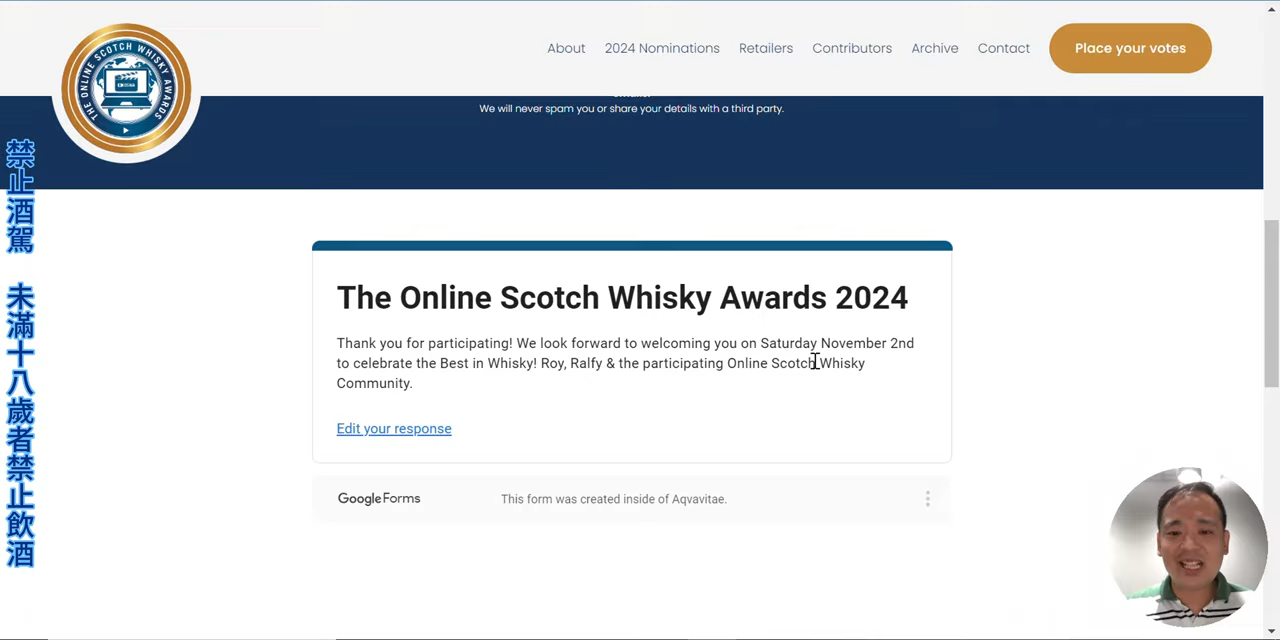 About
2024 Nominations
Retailers
Contributors
Archive
Contact
Place your votes
THE ONLINE SCOTCH WHISKY AWARDS
We will never spam you or share your details with a third party.
禁止酒駕 未滿十八歲者禁止飲酒
The Online Scotch Whisky Awards 2024
Thank you for participating! We look forward to welcoming you on Saturday November 2nd
to celebrate the Best in Whisky! Roy, Ralfy & the participating Online Scotch Whisky
Community.
Edit your response
Google Forms
This form was created inside of Aqvavitae.